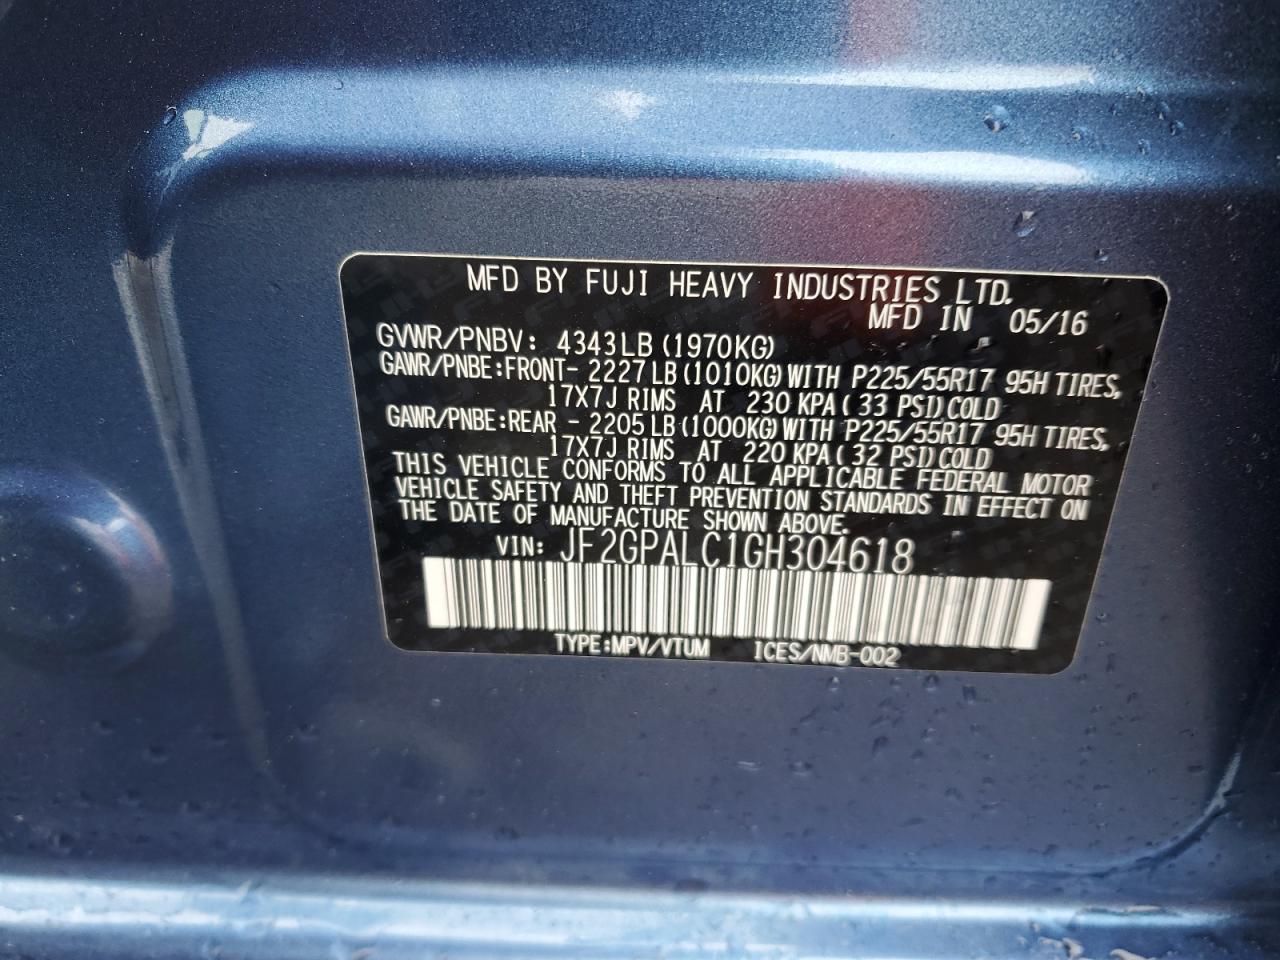 MFD BY FUJI HEAVY INDUSTRIES LTD.
MFD IN 05/16
GVWR/PNBV: 4343LB (1970KG)
GAWR/PNBE:FRONT- 2227LB (1010KG) WITH P225/55R17 95H TIRES,
17X7J RIMS AT 230 KPA ( 33 PSI) COLD
GAWR/PNBE:REAR - 2205LB (1000KG) WITH P225/55R17 95H TIRES,
17X7J RIMS AT 220 KPA ( 32 PSI) COLD
THIS VEHICLE CONFORMS TO ALL APPLICABLE FEDERAL MOTOR
VEHICLE SAFETY AND THEFT PREVENTION STANDARDS IN EFFECT ON
THE DATE OF MANUFACTURE SHOWN ABOVE.
VIN: JF2GPALC1GH304618
TYPE:MPV/VTUM ICES/NMB-002